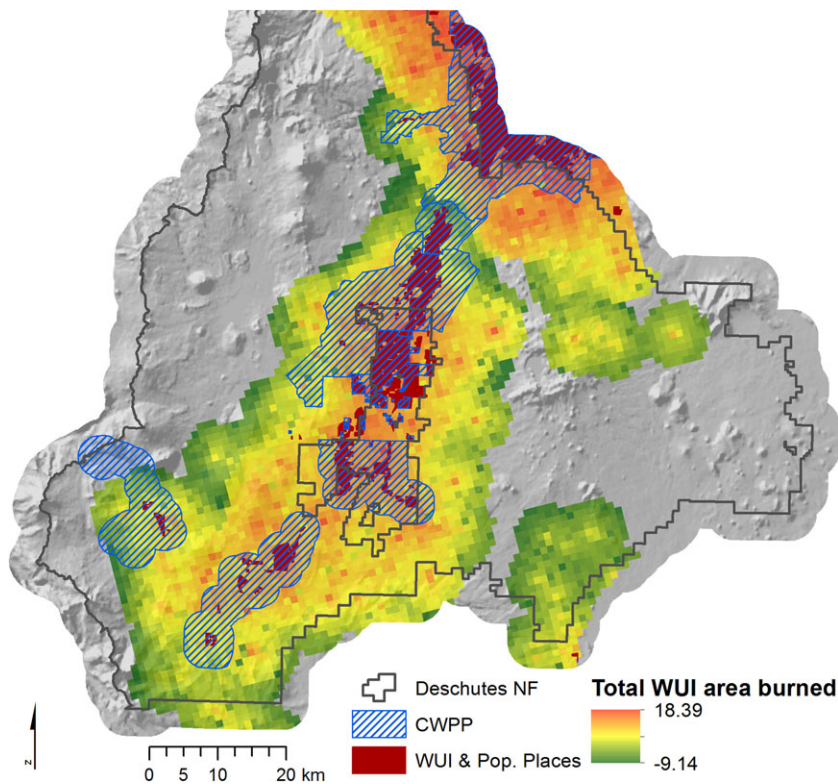 Deschutes NF
CWPP
WUI & Pop. Places
Total WUI area burned
18.39
-9.14
z
0 5 10 20 km